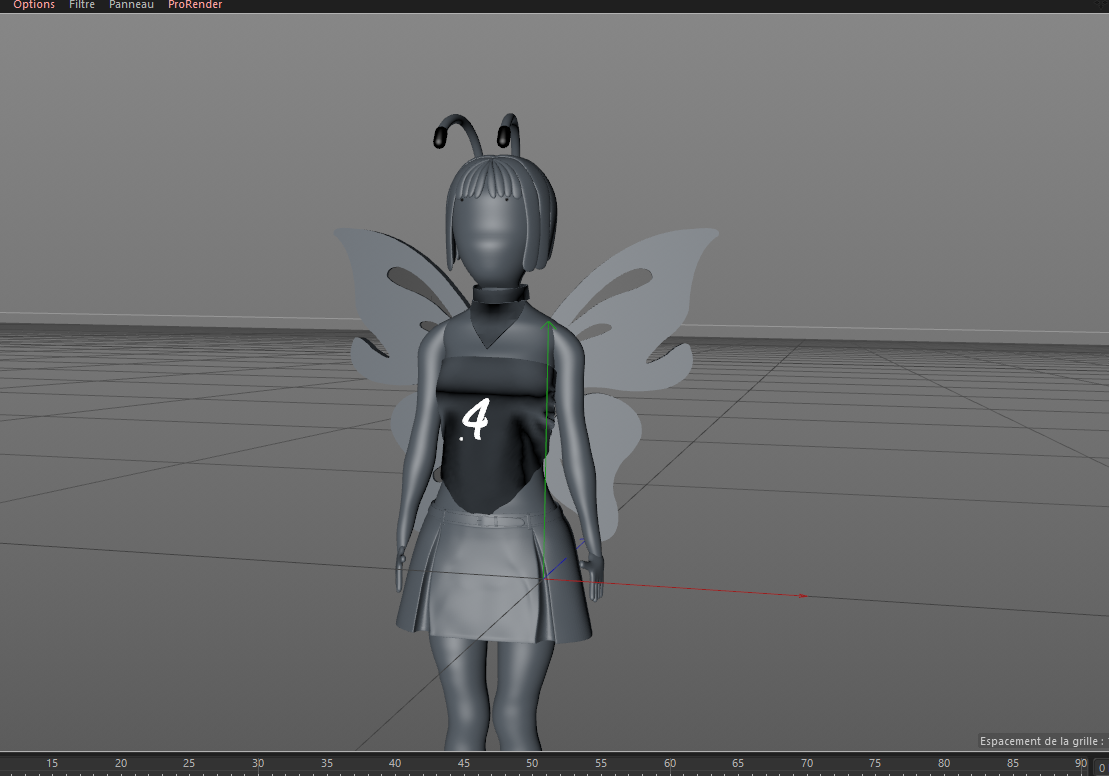 Options Filtre Panneau ProRender
4
Espacement de la grille :
15 20 25 30 35 40 45 50 55 60 65 70 75 80 85 90 0